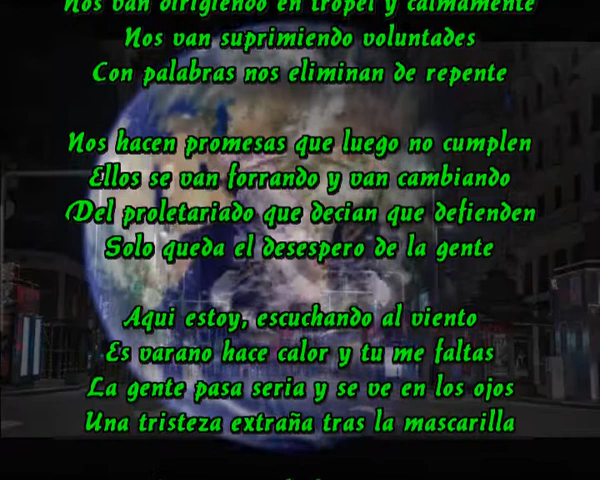 Nos van dirigiendo en tropel y calmamente
Nos van suprimiendo voluntades
Con palabras nos eliminan de repente
Nos hacen promesas que luego no cumplen
Ellos se van forrando y van cambiando
Del proletariado que decian que defienden
Solo queda el desespero de la gente
Aqui estoy, escuchando al viento
Es varano hace calor y tu me faltas
La gente pasa seria y se ve en los ojos
Una tristeza extraña tras la mascarilla